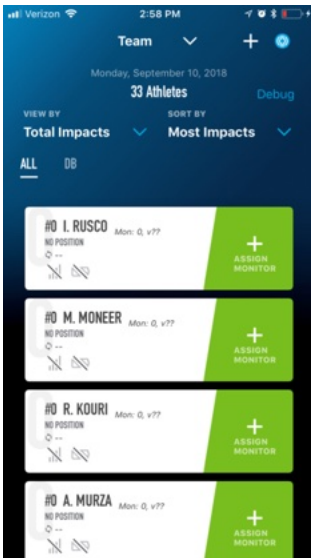 Verizon 2:58 PM
Team
Monday, September 10, 2018
33 Athletes Debug
VIEW BY SORT BY
Total Impacts Most Impacts
ALL DB
#0 I. RUSCO Mon: 0, v??
NO POSITION
--
ASSIGN
MONITOR
#0 M. MONEER Mon: 0, v??
NO POSITION
--
ASSIGN
MONITOR
#0 R. KOURI Mon: 0, v??
NO POSITION
--
ASSIGN
MONITOR
#0 A. MURZA Mon: 0, v??
NO POSITION
--
ASSIGN
MONITOR